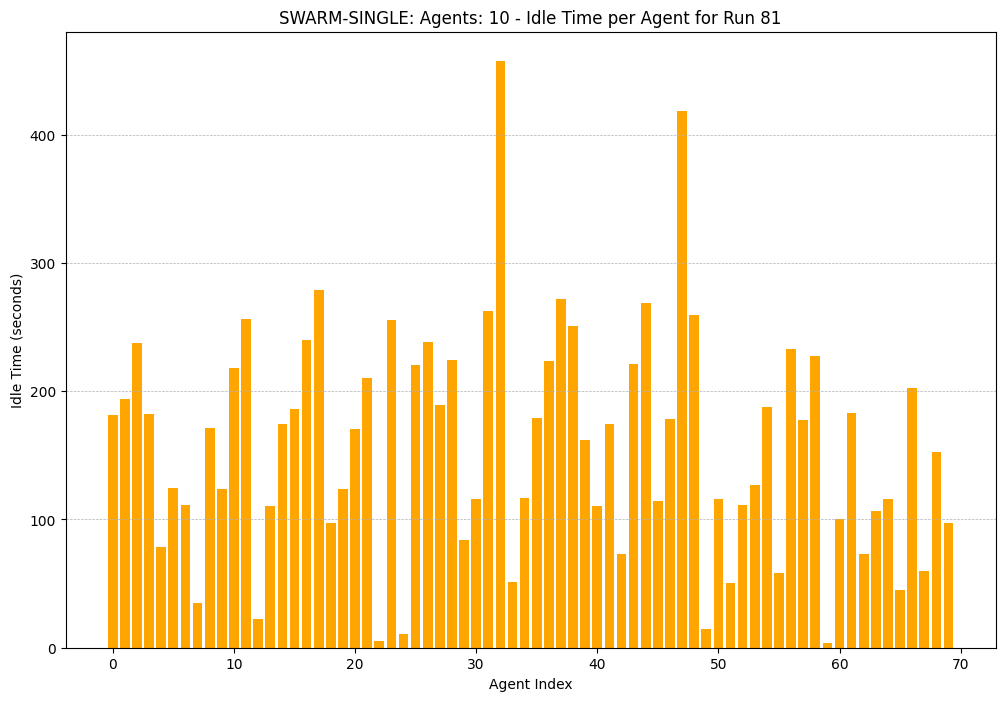 SWARM-SINGLE: Agents: 10 - Idle Time per Agent for Run 81
400
300
200
100
0
Idle Time (seconds)
0 10 20 30 40 50 60 70
Agent Index